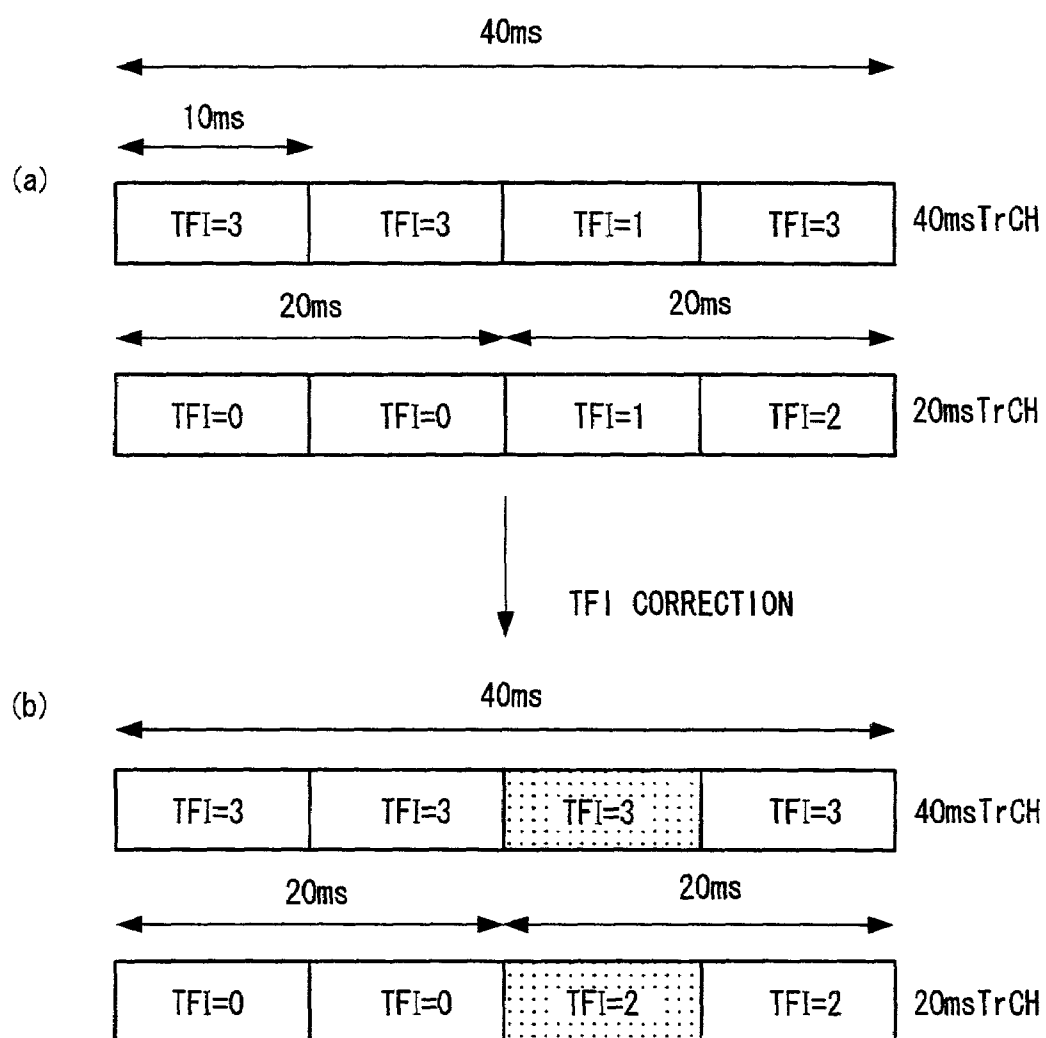 40ms
10ms
(a)
TFI=3 TFI=3 TFI=1 TFI=3 40msTrCH
20ms 20ms
TFI=0 TFI=0 TFI=1 TFI=2 20msTrCH
TFI CORRECTION
(b)
40ms
TFI=3 TFI=3 TFI=3 TFI=3 40msTrCH
20ms 20ms
TFI=0 TFI=0 TFI=2 TFI=2 20msTrCH